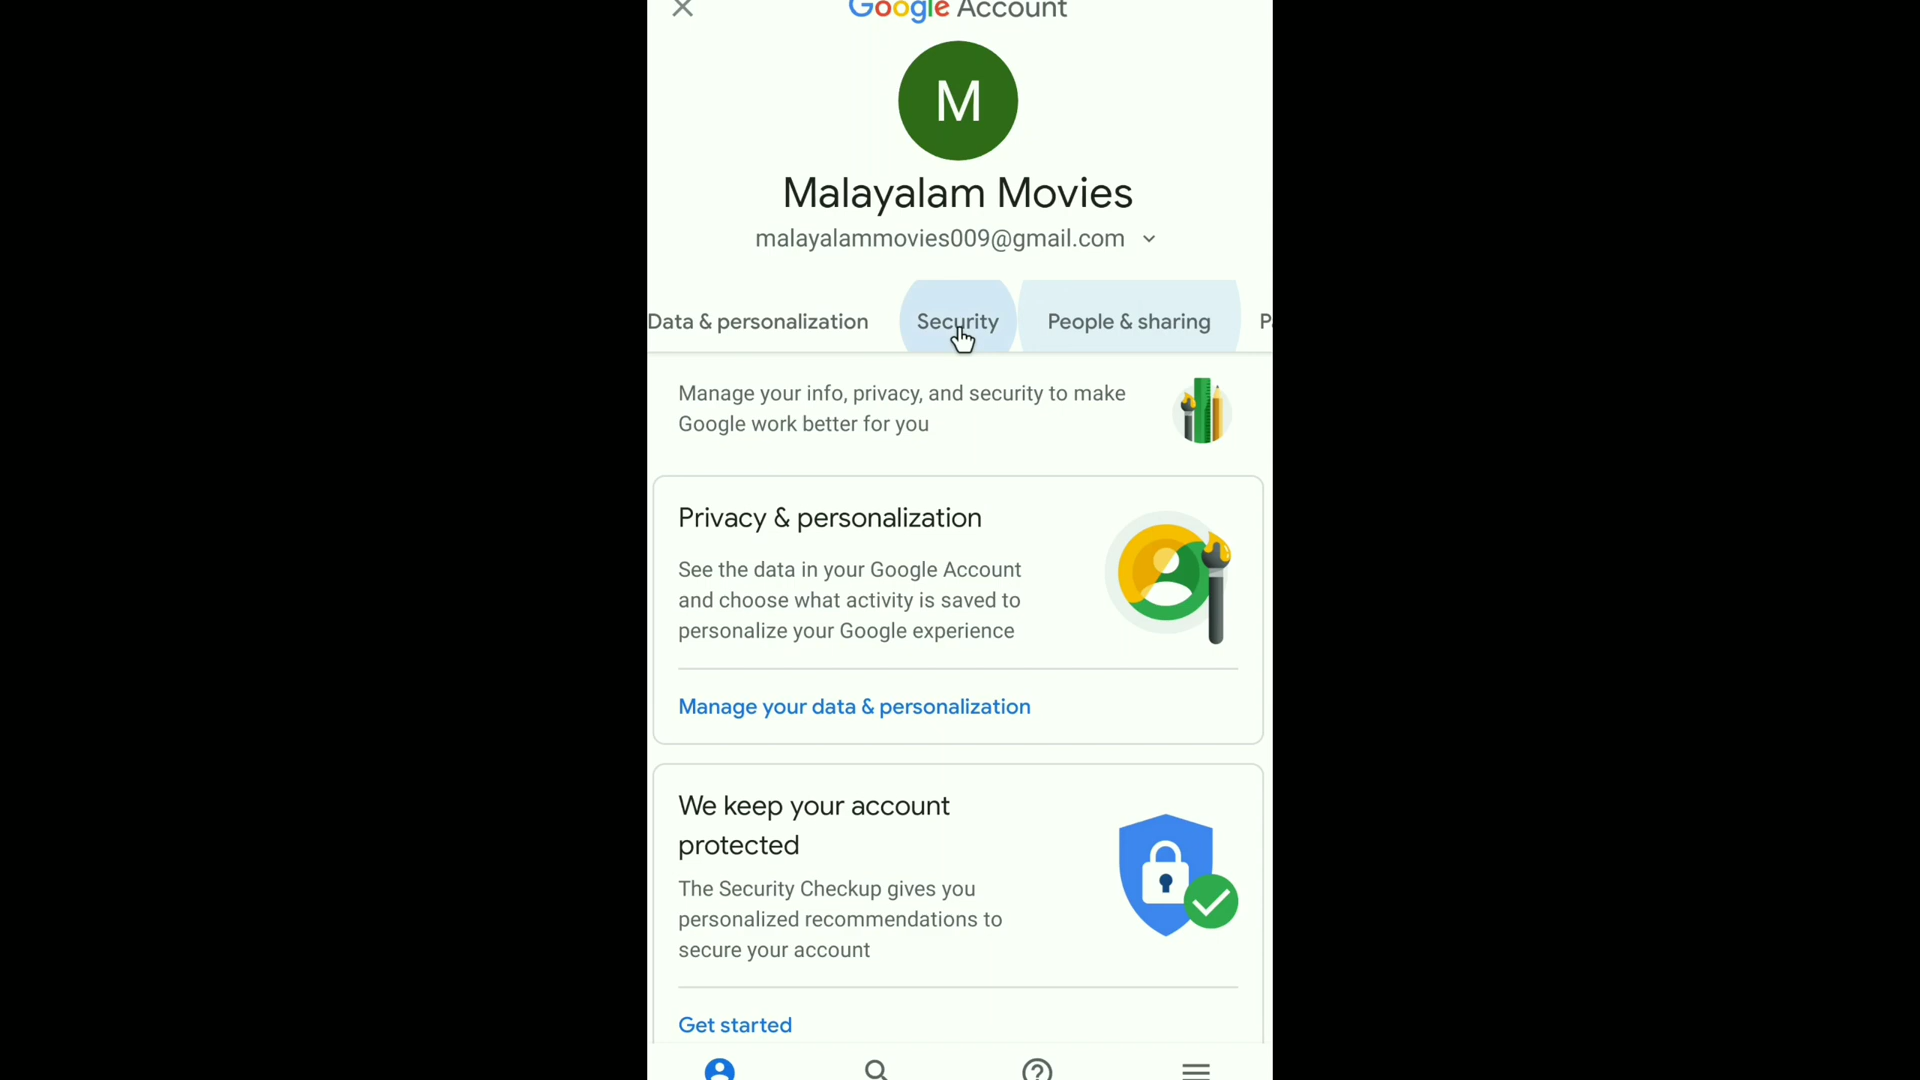 Google Account
M
Malayalam Movies
malayalammovies009@gmail.com
Data & personalization Security People & sharing P
Manage your info, privacy, and security to make
Google work better for you
Privacy & personalization
See the data in your Google Account
and choose what activity is saved to
personalize your Google experience
Manage your data & personalization
We keep your account
protected
The Security Checkup gives you
personalized recommendations to
secure your account
Get started